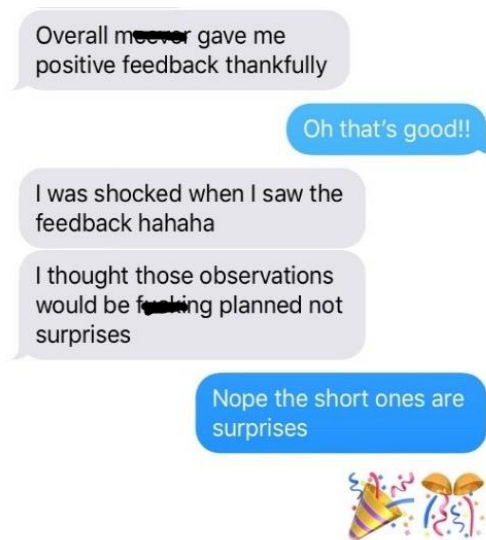 Overall gave me
positive feedback thankfully
Oh that's good!!
I was shocked when I saw the
feedback hahaha
I thought those observations
would be planned not
surprises
Nope the short ones are
surprises